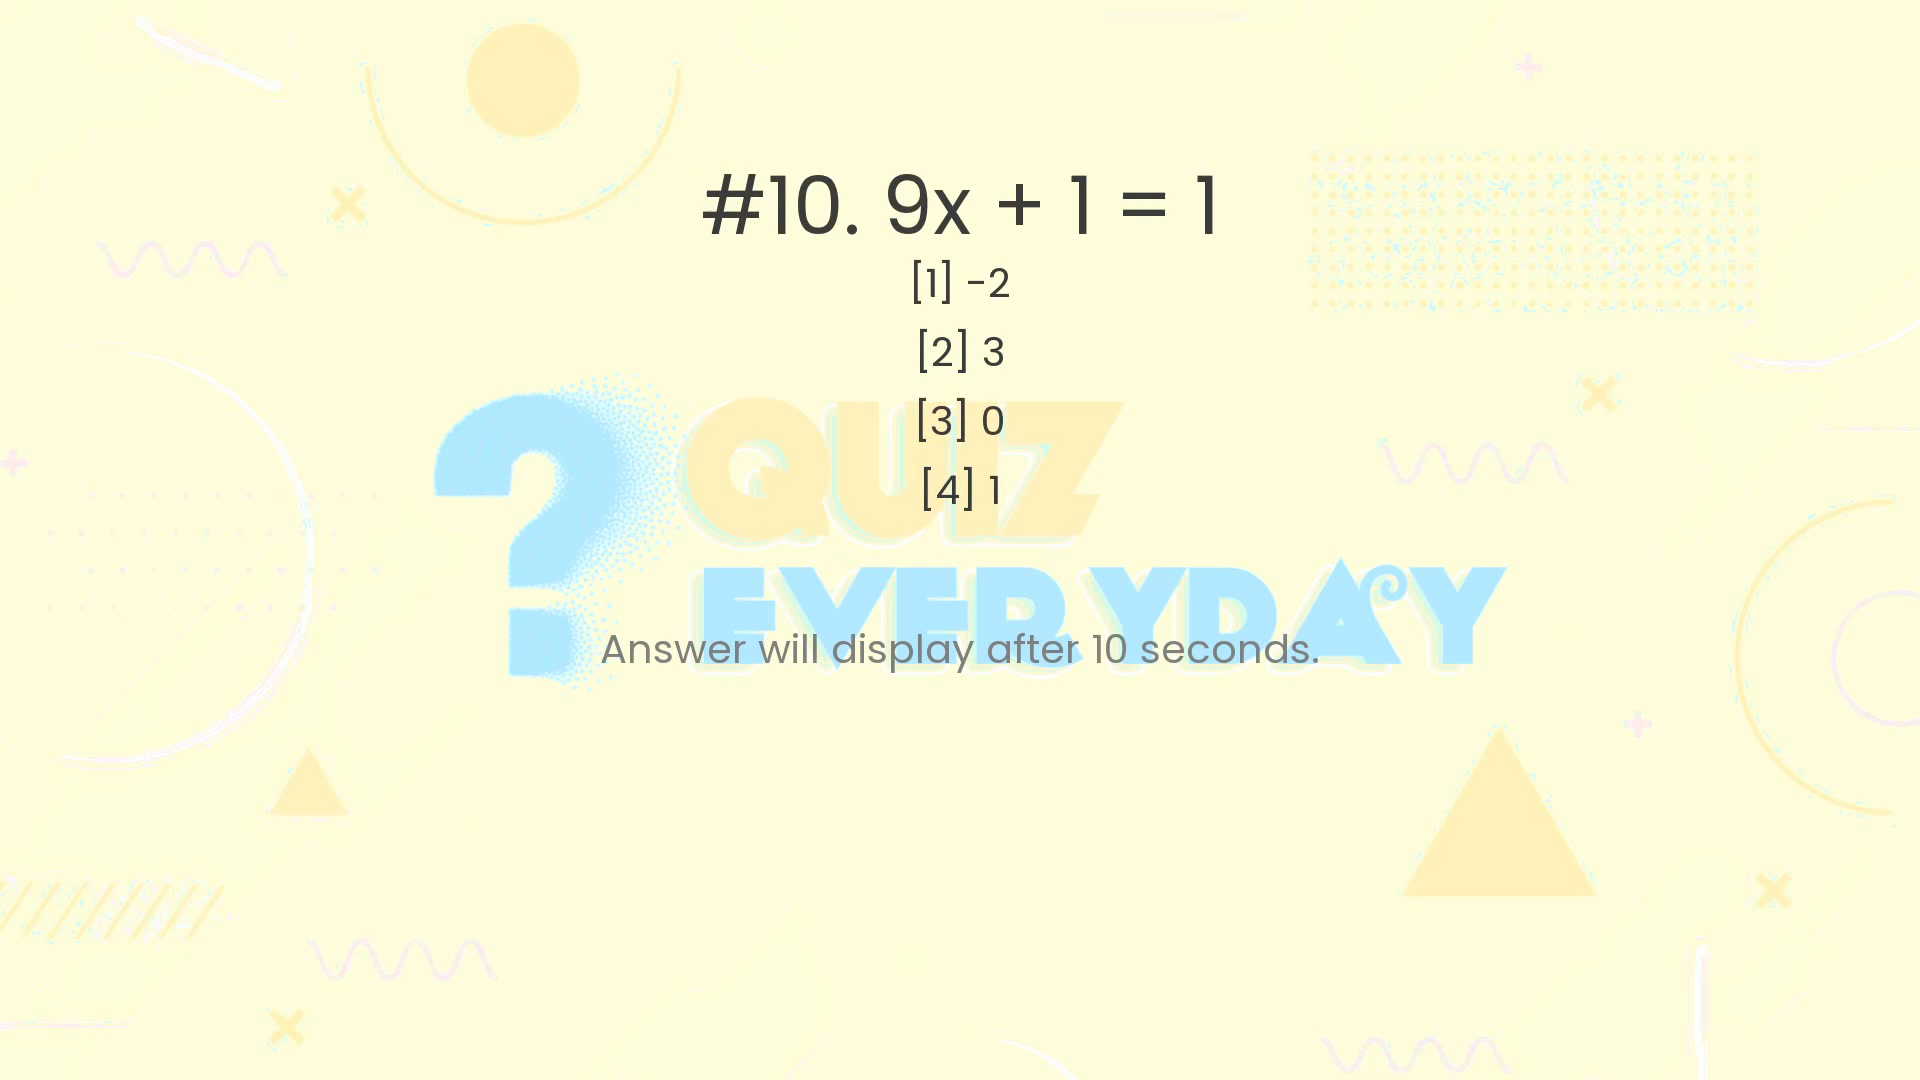 #10. 9x + 1 = 1
[1] -2
[2] 3
[3] 0
[4] 1
? QUIZ
EVERYDAY
Answer will display after 10 seconds.